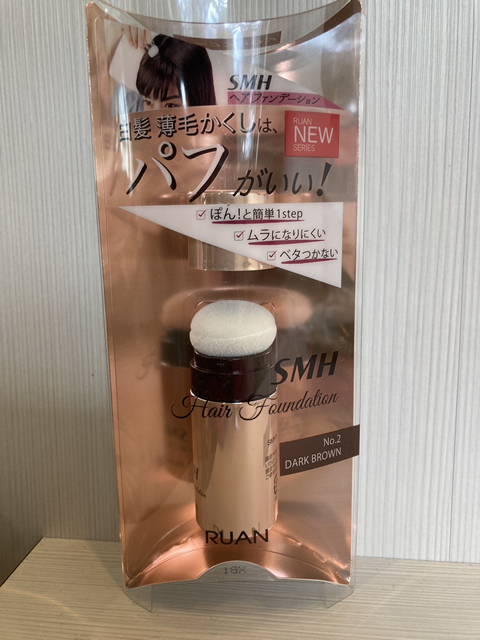 SMH
ヘアファンデーション
白髪 薄毛かくしは、
RUAN
NEW
SERIES
パフがいい!
ぽん!と簡単1step
ムラになりにくい
ベタつかない
SMH
Hair Foundation
No.2
DARK BROWN
RUAN